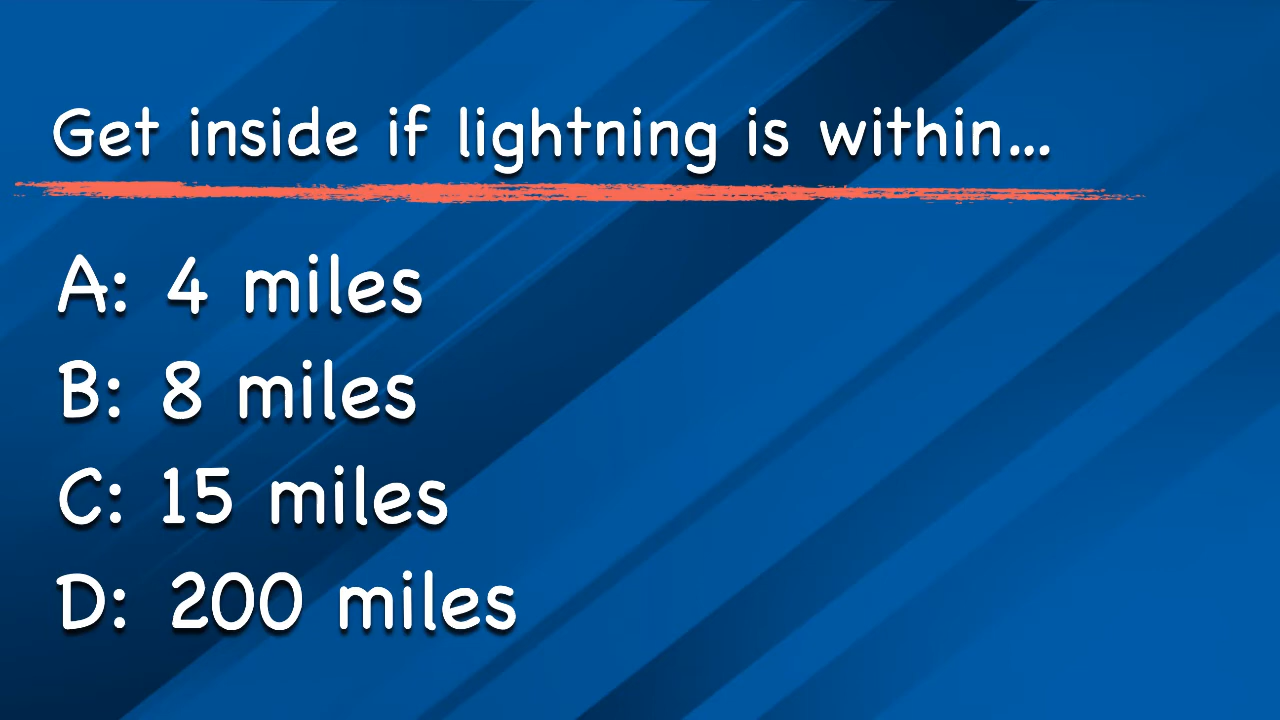 Get inside if lightning is within...
A: 4 miles
B: 8 miles
C: 15 miles
D: 200 miles